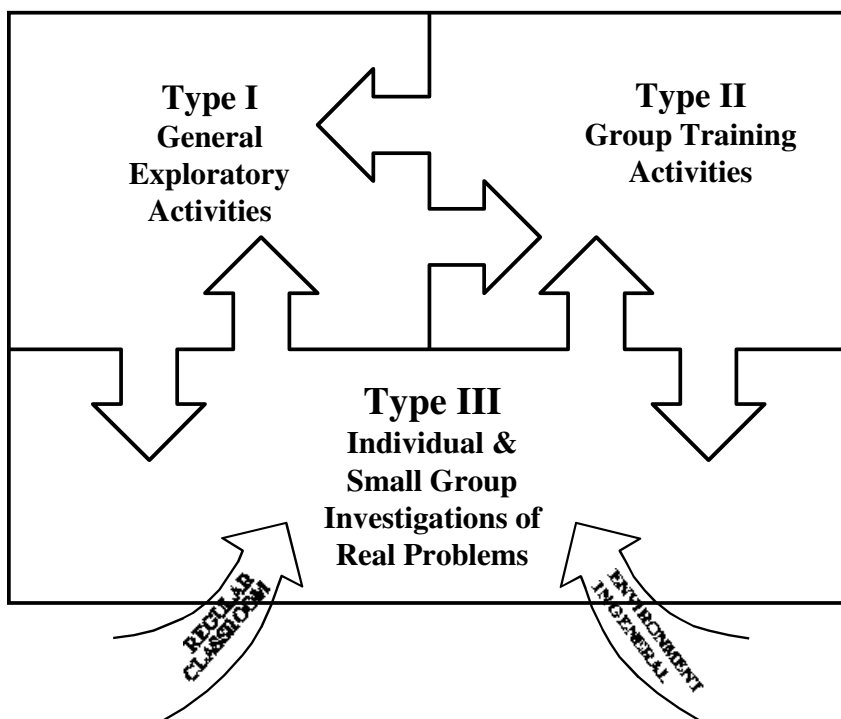 Type I
General
Exploratory
Activities
Type II
Group Training
Activities
Type III
Individual &
Small Group
Investigations of
Real Problems
REGULAR
CLASSROOM
ENVIRONMENT
IN GENERAL